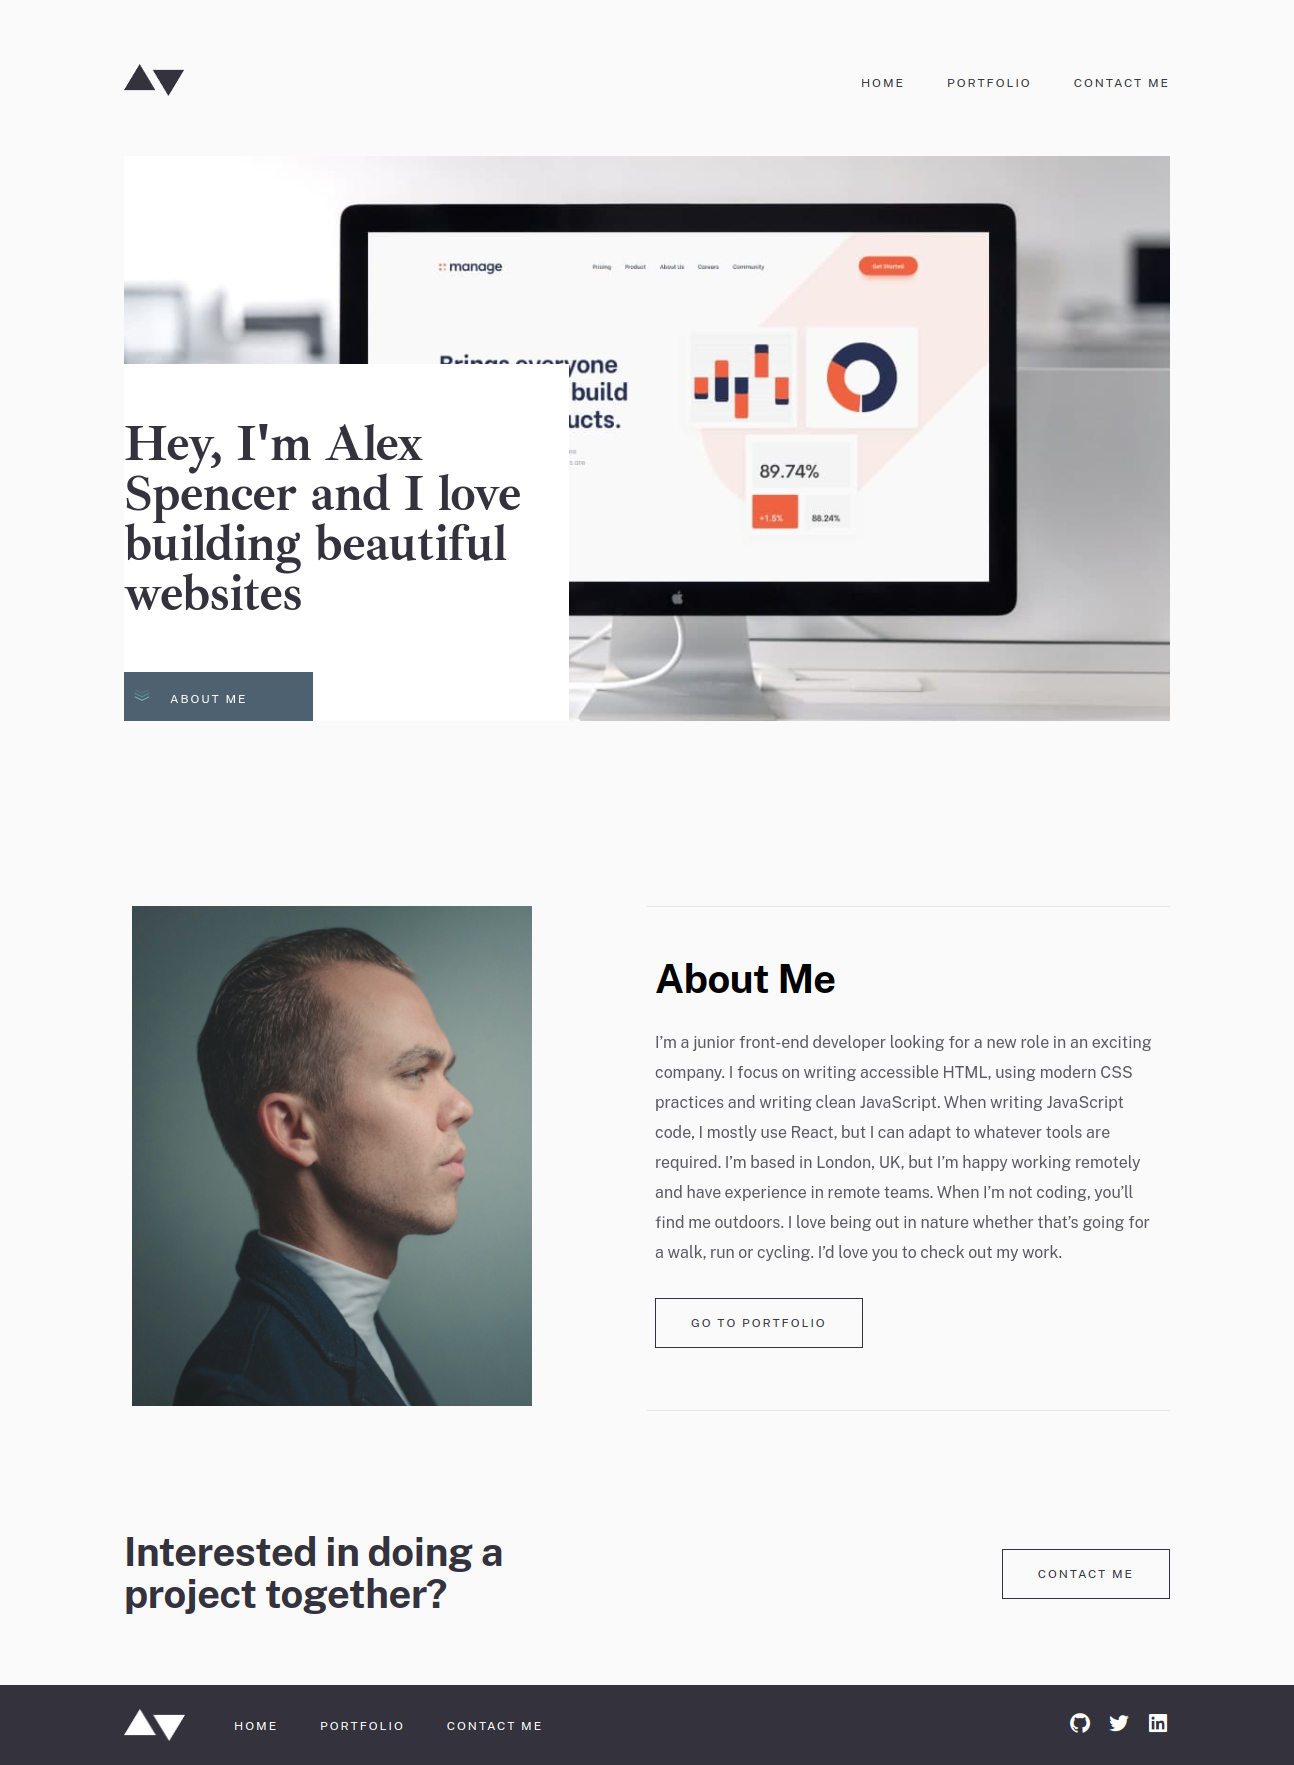 HOME PORTFOLIO CONTACT ME
manage Pricing Product About Us Careers Community Get Started
Brings everyone
build
ucts.
s are
89.74%
+1.5% 88.24%
Hey, I'm Alex
Spencer and I love
building beautiful
websites
ABOUT ME
About Me
I’m a junior front-end developer looking for a new role in an exciting
company. I focus on writing accessible HTML, using modern CSS
practices and writing clean JavaScript. When writing JavaScript
code, I mostly use React, but I can adapt to whatever tools are
required. I’m based in London, UK, but I’m happy working remotely
and have experience in remote teams. When I’m not coding, you’ll
find me outdoors. I love being out in nature whether that’s going for
a walk, run or cycling. I’d love you to check out my work.
GO TO PORTFOLIO
Interested in doing a
project together?
CONTACT ME
HOME PORTFOLIO CONTACT ME